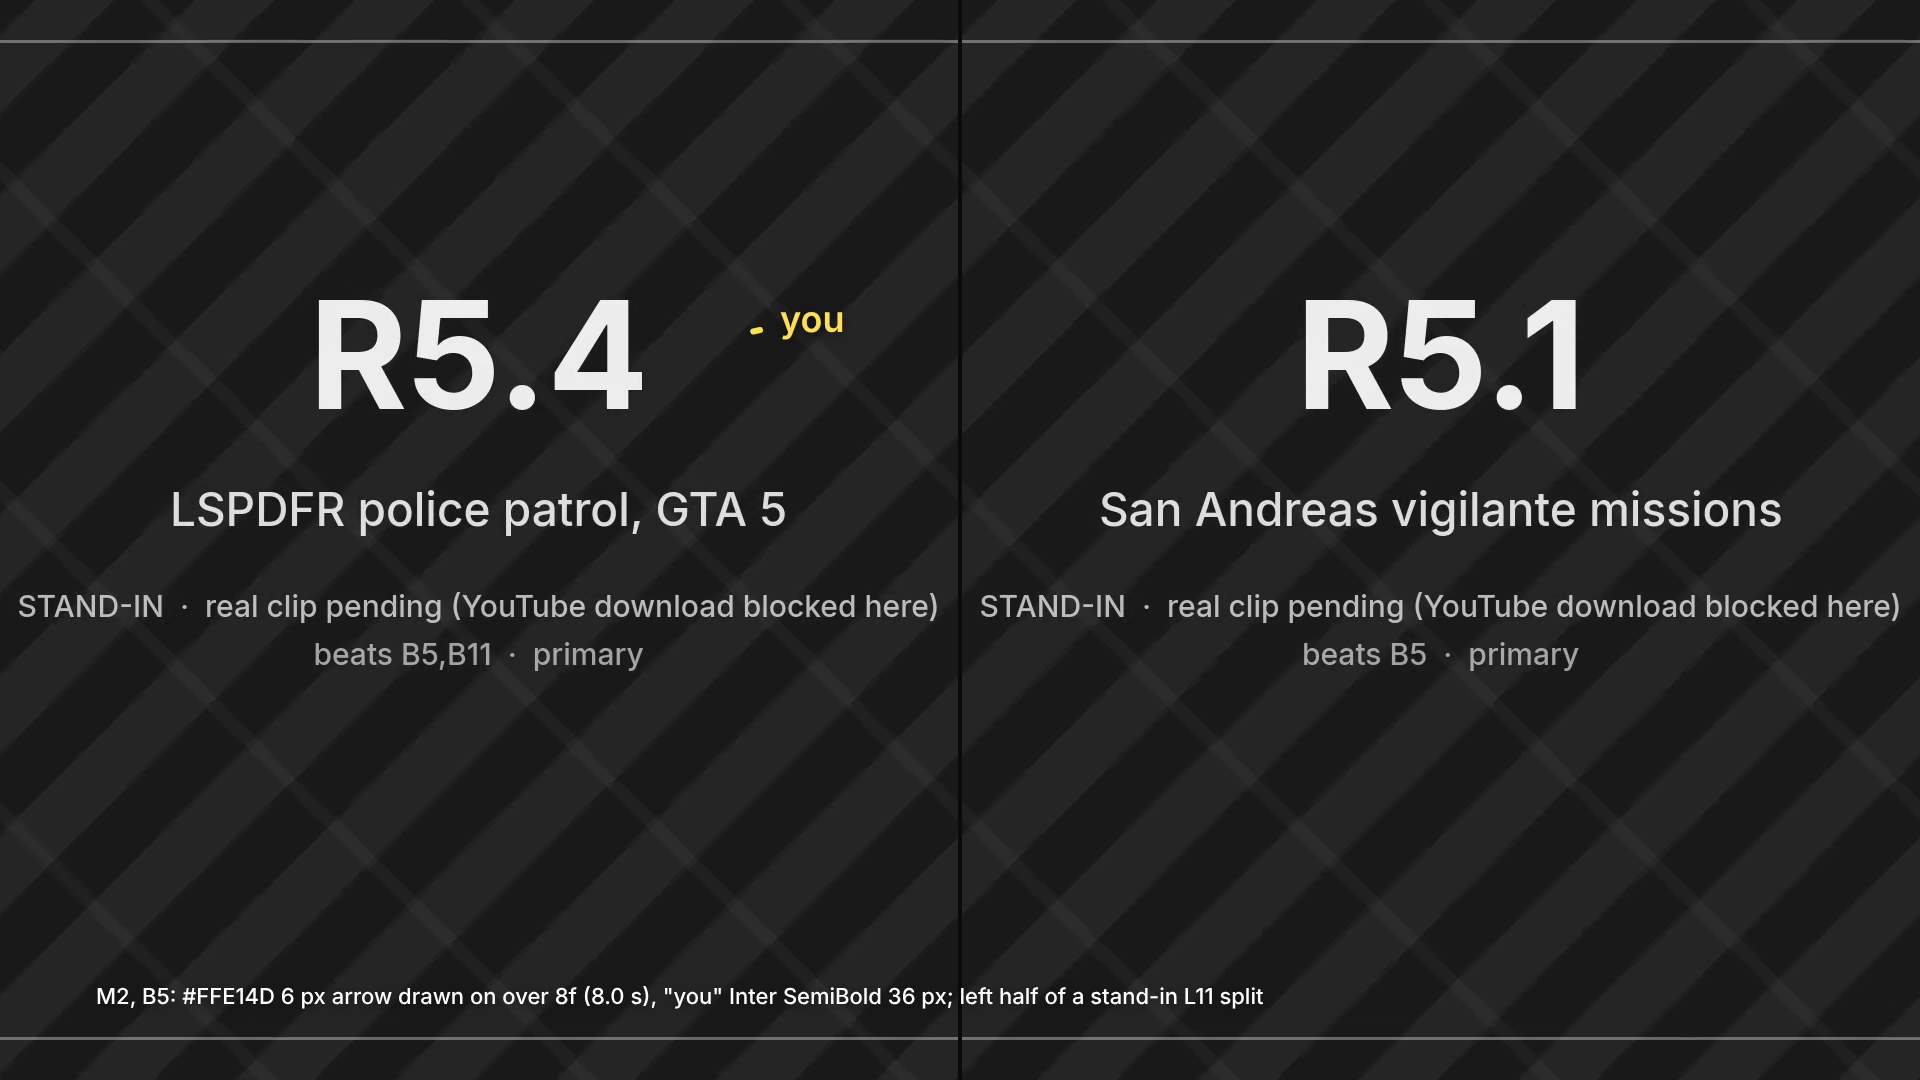 R5.4
you
LSPDFR police patrol, GTA 5
STAND-IN · real clip pending (YouTube download blocked here)
beats B5,B11 · primary
R5.1
San Andreas vigilante missions
STAND-IN · real clip pending (YouTube download blocked here)
beats B5 · primary
M2, B5: #FFE14D 6 px arrow drawn on over 8f (8.0 s), "you" Inter SemiBold 36 px; left half of a stand-in L11 split